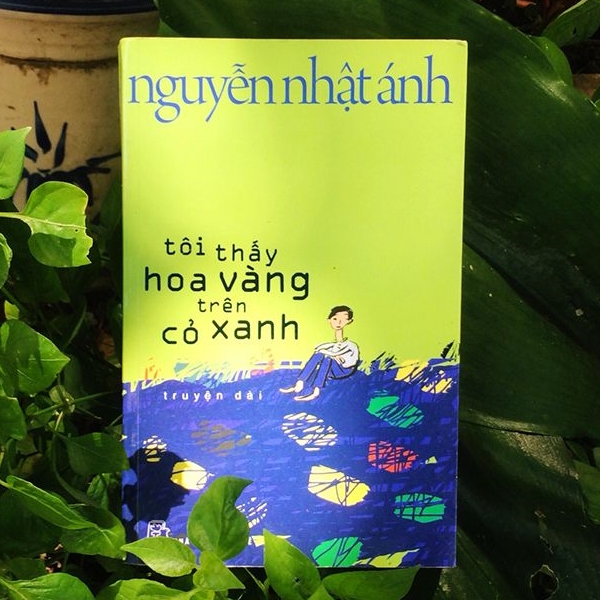 nguyễn nhật ánh
tôi thấy
hoa vàng
trên
cỏ xanh
truyện dài